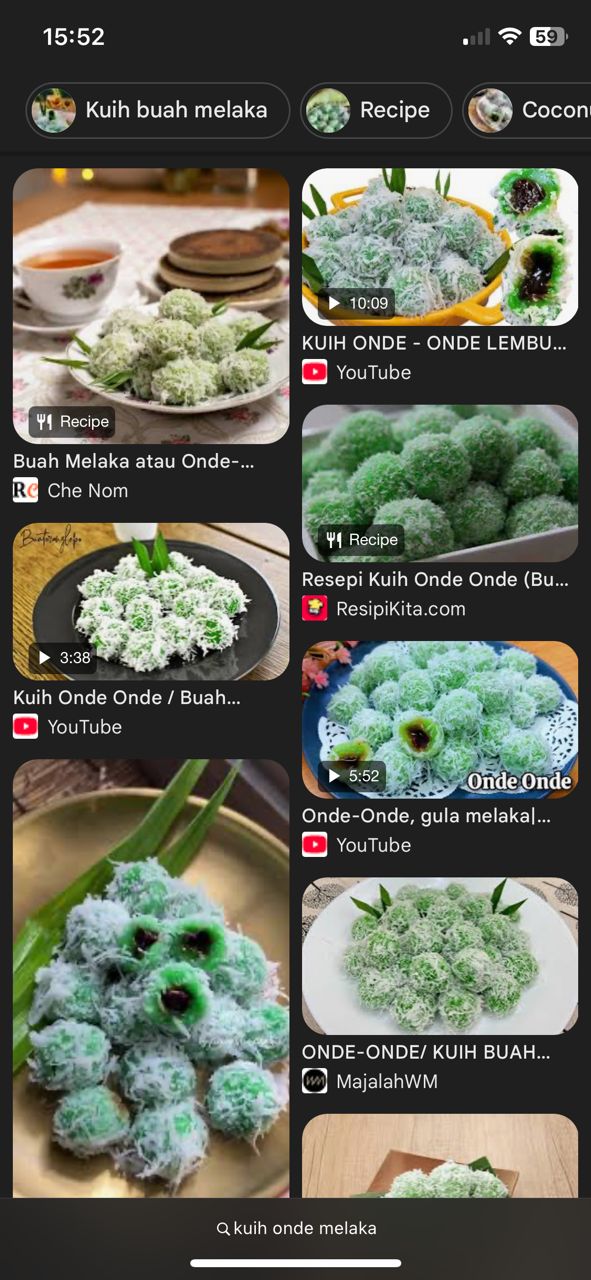 15:52
59
Kuih buah melaka
Recipe
Coconu
Recipe
Buah Melaka atau Onde-...
Che Nom
10:09
KUIH ONDE - ONDE LEMBU...
YouTube
Recipe
Resepi Kuih Onde Onde (Bu...
ResipiKita.com
3:38
Kuih Onde Onde / Buah...
YouTube
5:52
Onde Onde
Onde-Onde, gula melaka|...
YouTube
ONDE-ONDE/ KUIH BUAH...
MajalahWM
kuih onde melaka